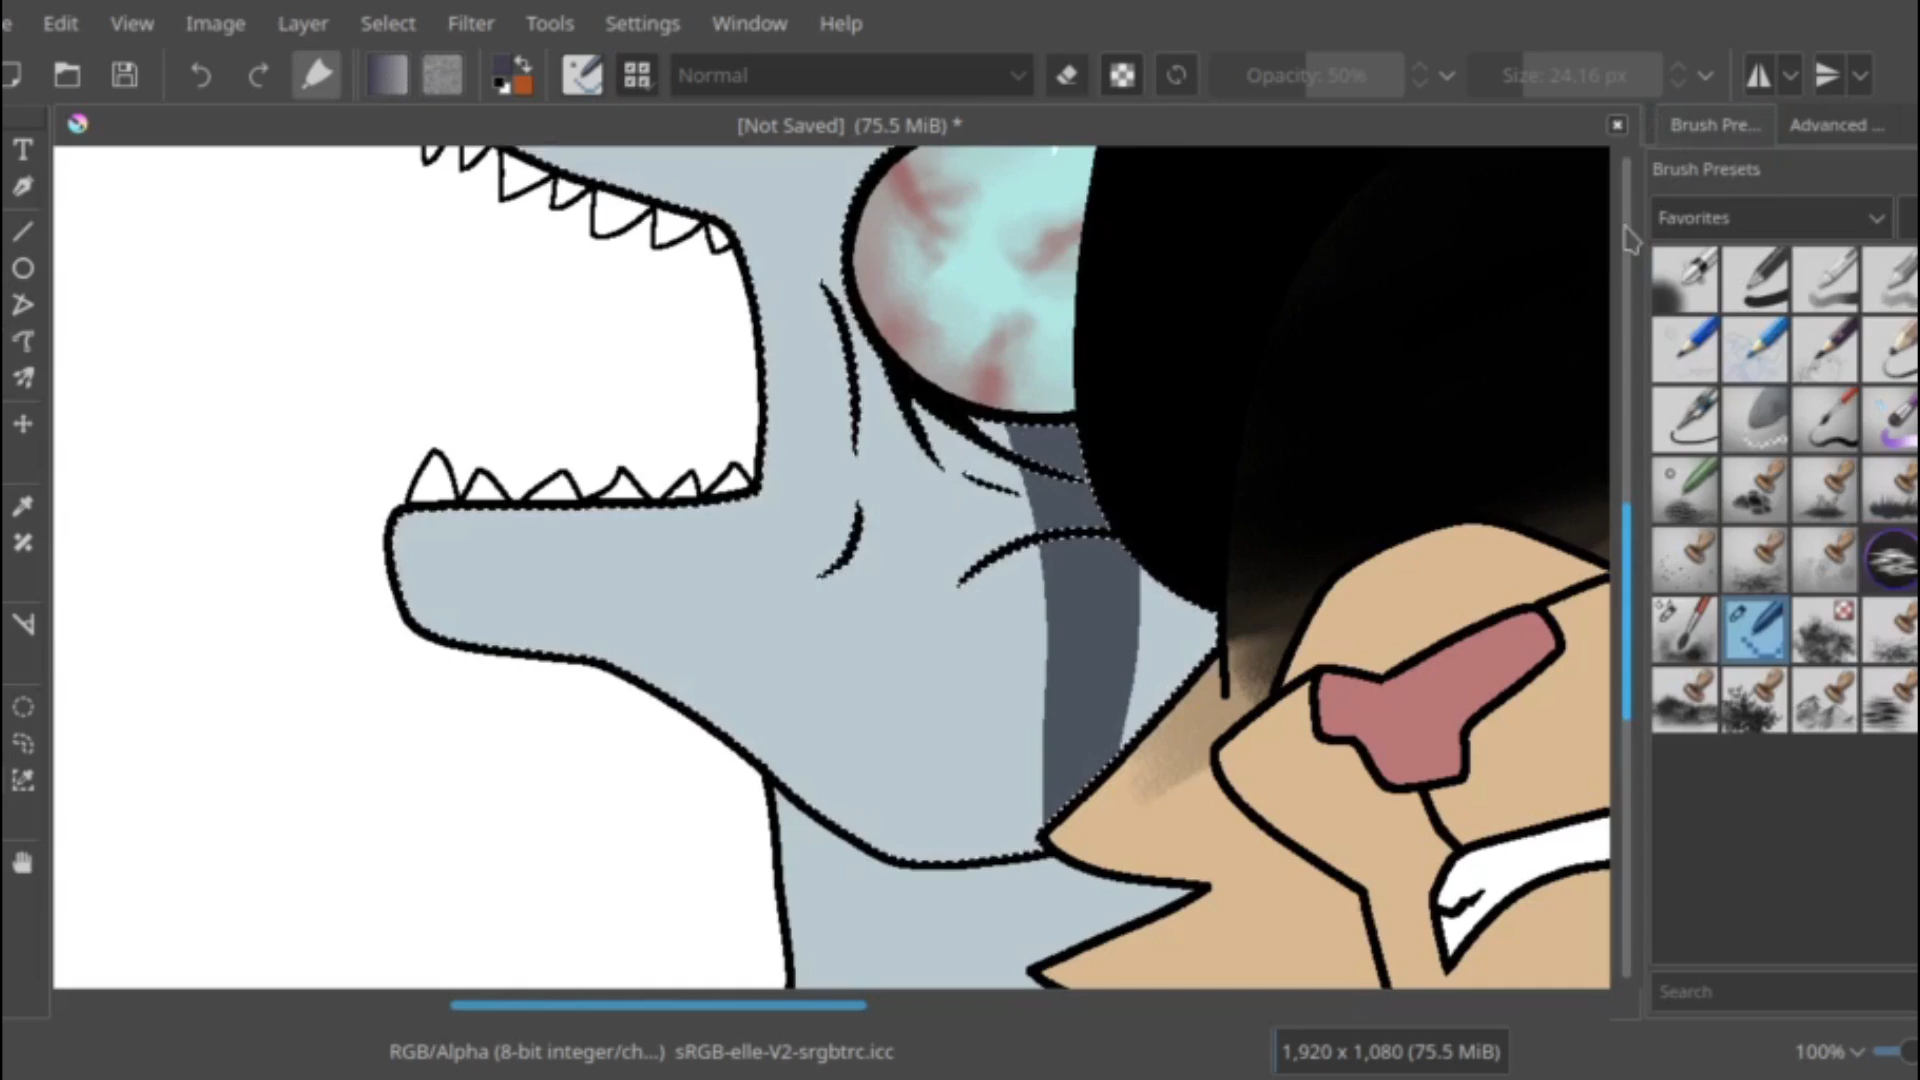 e Edit View Image Layer Select Filter Tools Settings Window Help
Normal Opacity: 50% Size: 24.16 px
[Not Saved] (75.5 MiB) *
Brush Pre... Advanced ...
Brush Presets
Favorites
Search
RGB/Alpha (8-bit integer/ch...) sRGB-elle-V2-srgbtrc.icc 1,920 x 1,080 (75.5 MiB) 100%